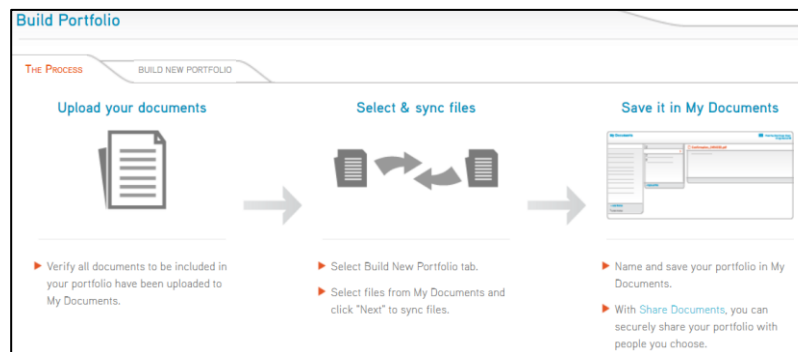 Build Portfolio
THE PROCESS
BUILD NEW PORTFOLIO
Upload your documents
Select & sync files
Save it in My Documents
My Documents
Verify all documents to be included in
your portfolio have been uploaded to
My Documents.
Select Build New Portfolio tab.
Select files from My Documents and
click "Next" to sync files.
Name and save your portfolio in My
Documents.
With Share Documents, you can
securely share your portfolio with
people you choose.